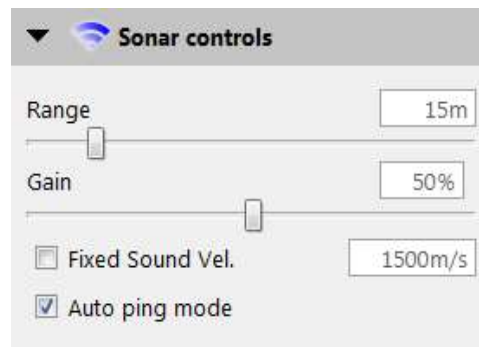 Sonar controls
Range 15m
Gain 50%
Fixed Sound Vel. 1500m/s
Auto ping mode